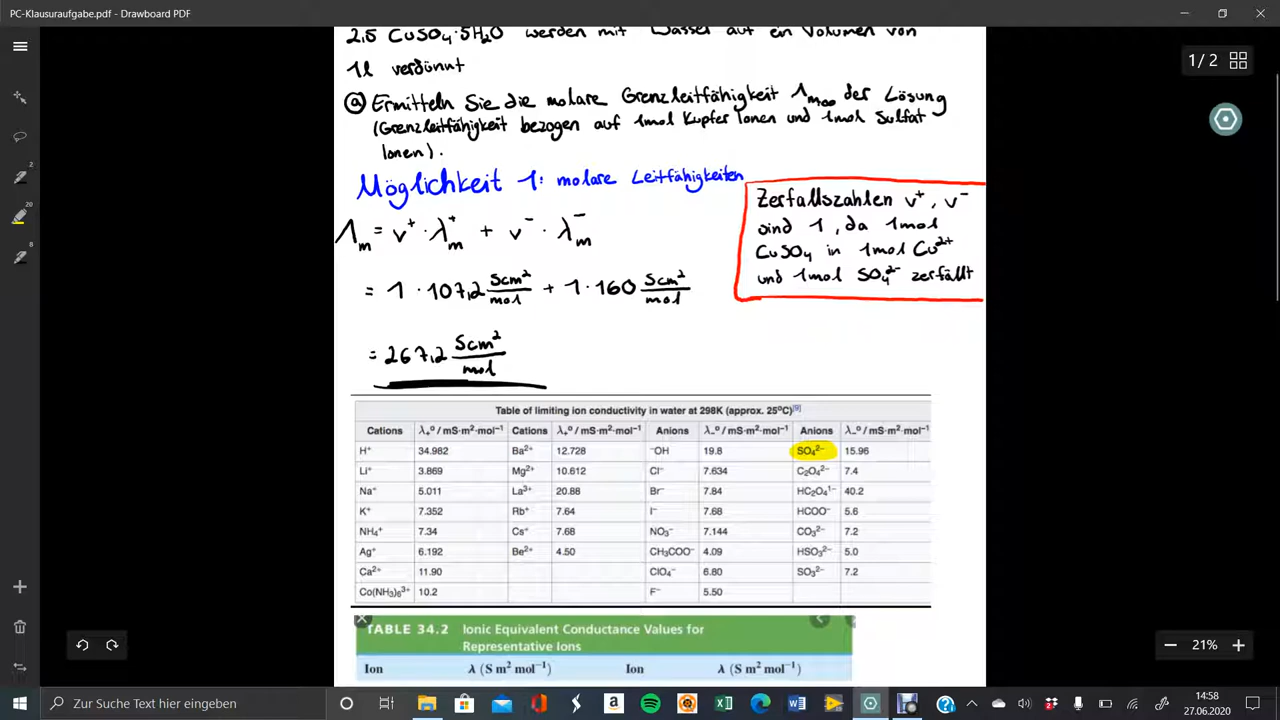 PC-Klausuraufgabe.pdf - Drawboard PDF
2,5 CuSO₄·5H₂O werden mit Wasser auf ein Volumen von
1l verdünnt
1/2
ⓐ Ermitteln Sie die molare Grenzleitfähigkeit Λm∞ der Lösung
(Grenzleitfähigkeit bezogen auf 1mol Kupfer Ionen und 1mol Sulfat
Ionen).
Möglichkeit 1: molare Leitfähigkeiten
Zerfallszahlen v⁺, v⁻
sind 1, da 1mol
CuSO₄ in 1mol Cu²⁺
und 1mol SO₄²⁻ zerfällt
Λm = v⁺ · λm⁺ + v⁻ · λm⁻
= 1 · 107,2 Scm²/mol + 1 · 160 Scm²/mol
= 267,2 Scm²/mol
Table of limiting ion conductivity in water at 298K (approx. 25°C)[9]
Cations λ₊° / mS·m²·mol⁻¹ Cations λ₊° / mS·m²·mol⁻¹ Anions λ₋° / mS·m²·mol⁻¹ Anions λ₋° / mS·m²·mol⁻¹
H⁺ 34.982 Ba²⁺ 12.728 ⁻OH 19.8 SO₄²⁻ 15.96
Li⁺ 3.869 Mg²⁺ 10.612 Cl⁻ 7.634 C₂O₄²⁻ 7.4
Na⁺ 5.011 La³⁺ 20.88 Br⁻ 7.84 HC₂O₄¹⁻ 40.2
K⁺ 7.352 Rb⁺ 7.64 I⁻ 7.68 HCOO⁻ 5.6
NH₄⁺ 7.34 Cs⁺ 7.68 NO₃⁻ 7.144 CO₃²⁻ 7.2
Ag⁺ 6.192 Be²⁺ 4.50 CH₃COO⁻ 4.09 HSO₃²⁻ 5.0
Ca²⁺ 11.90 ClO₄⁻ 6.80 SO₃²⁻ 7.2
Co(NH₃)₆³⁺ 10.2 F⁻ 5.50
TABLE 34.2 Ionic Equivalent Conductance Values for
Representative Ions
Ion λ (S m² mol⁻¹) Ion λ (S m² mol⁻¹)
2
20
8
21%
Zur Suche Text hier eingeben
14:58
27.06.2020